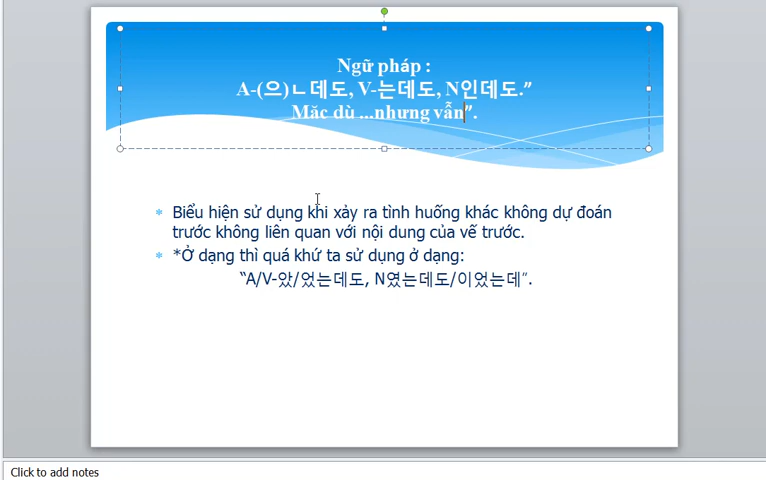 Ngữ pháp :
A-(으)ㄴ데도, V-는데도, N인데도.”
Măc dù ...nhưng vẫn”.
Biểu hiện sử dụng khi xảy ra tình huống khác không dự đoán
trước không liên quan với nội dung của vế trước.
*Ở dạng thì quá khứ ta sử dụng ở dạng:
“A/V-았/었는데도, N였는데도/이었는데”.
Click to add notes